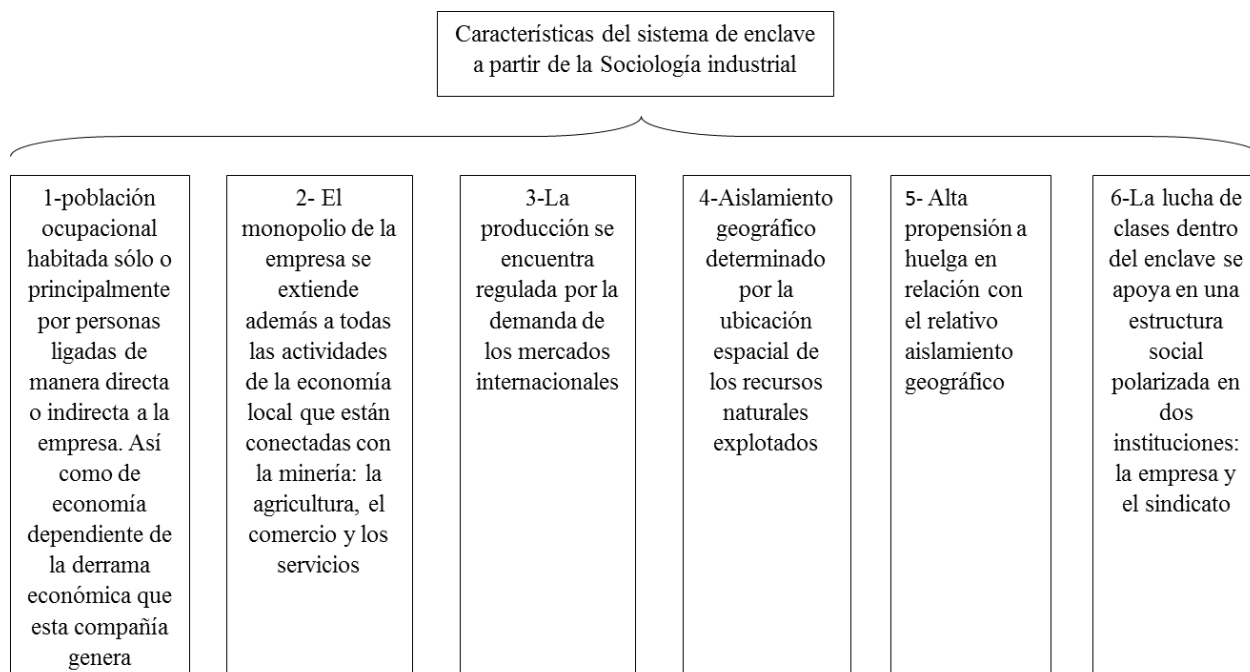 Características del sistema de enclave
a partir de la Sociología industrial
1-población
ocupacional
habitada sólo o
principalmente
por personas
ligadas de
manera directa
o indirecta a la
empresa. Así
como de
economía
dependiente de
la derrama
económica que
esta compañía
genera
2- El
monopolio de la
empresa se
extiende
además a todas
las actividades
de la economía
local que están
conectadas con
la minería: la
agricultura, el
comercio y los
servicios
3-La
producción se
encuentra
regulada por la
demanda de
los mercados
internacionales
4-Aislamiento
geográfico
determinado
por la
ubicación
espacial de
los recursos
naturales
explotados
5- Alta
propensión a
huelga en
relación con
el relativo
aislamiento
geográfico
6-La lucha de
clases dentro
del enclave se
apoya en una
estructura
social
polarizada en
dos
instituciones:
la empresa y
el sindicato